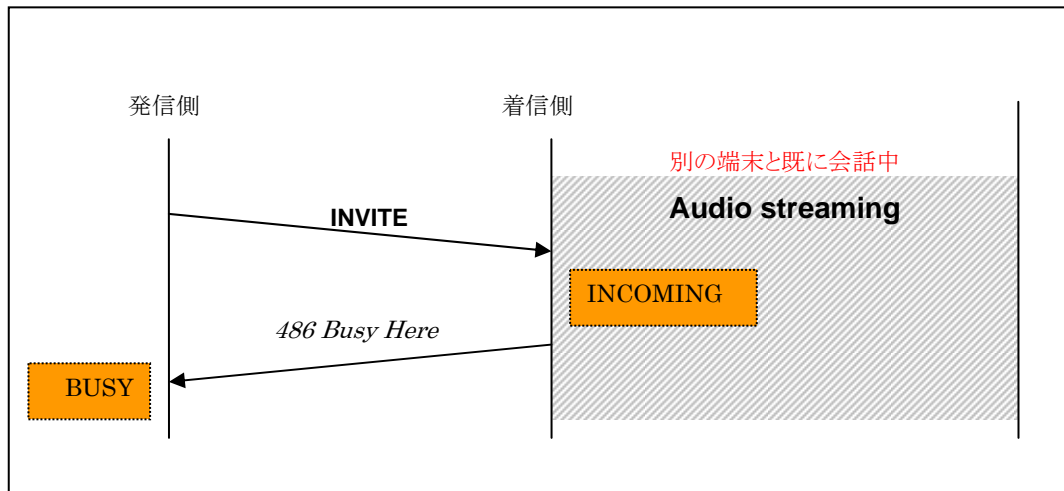 発信側
着信側
別の端末と既に会話中
Audio streaming
INVITE
INCOMING
486 Busy Here
BUSY